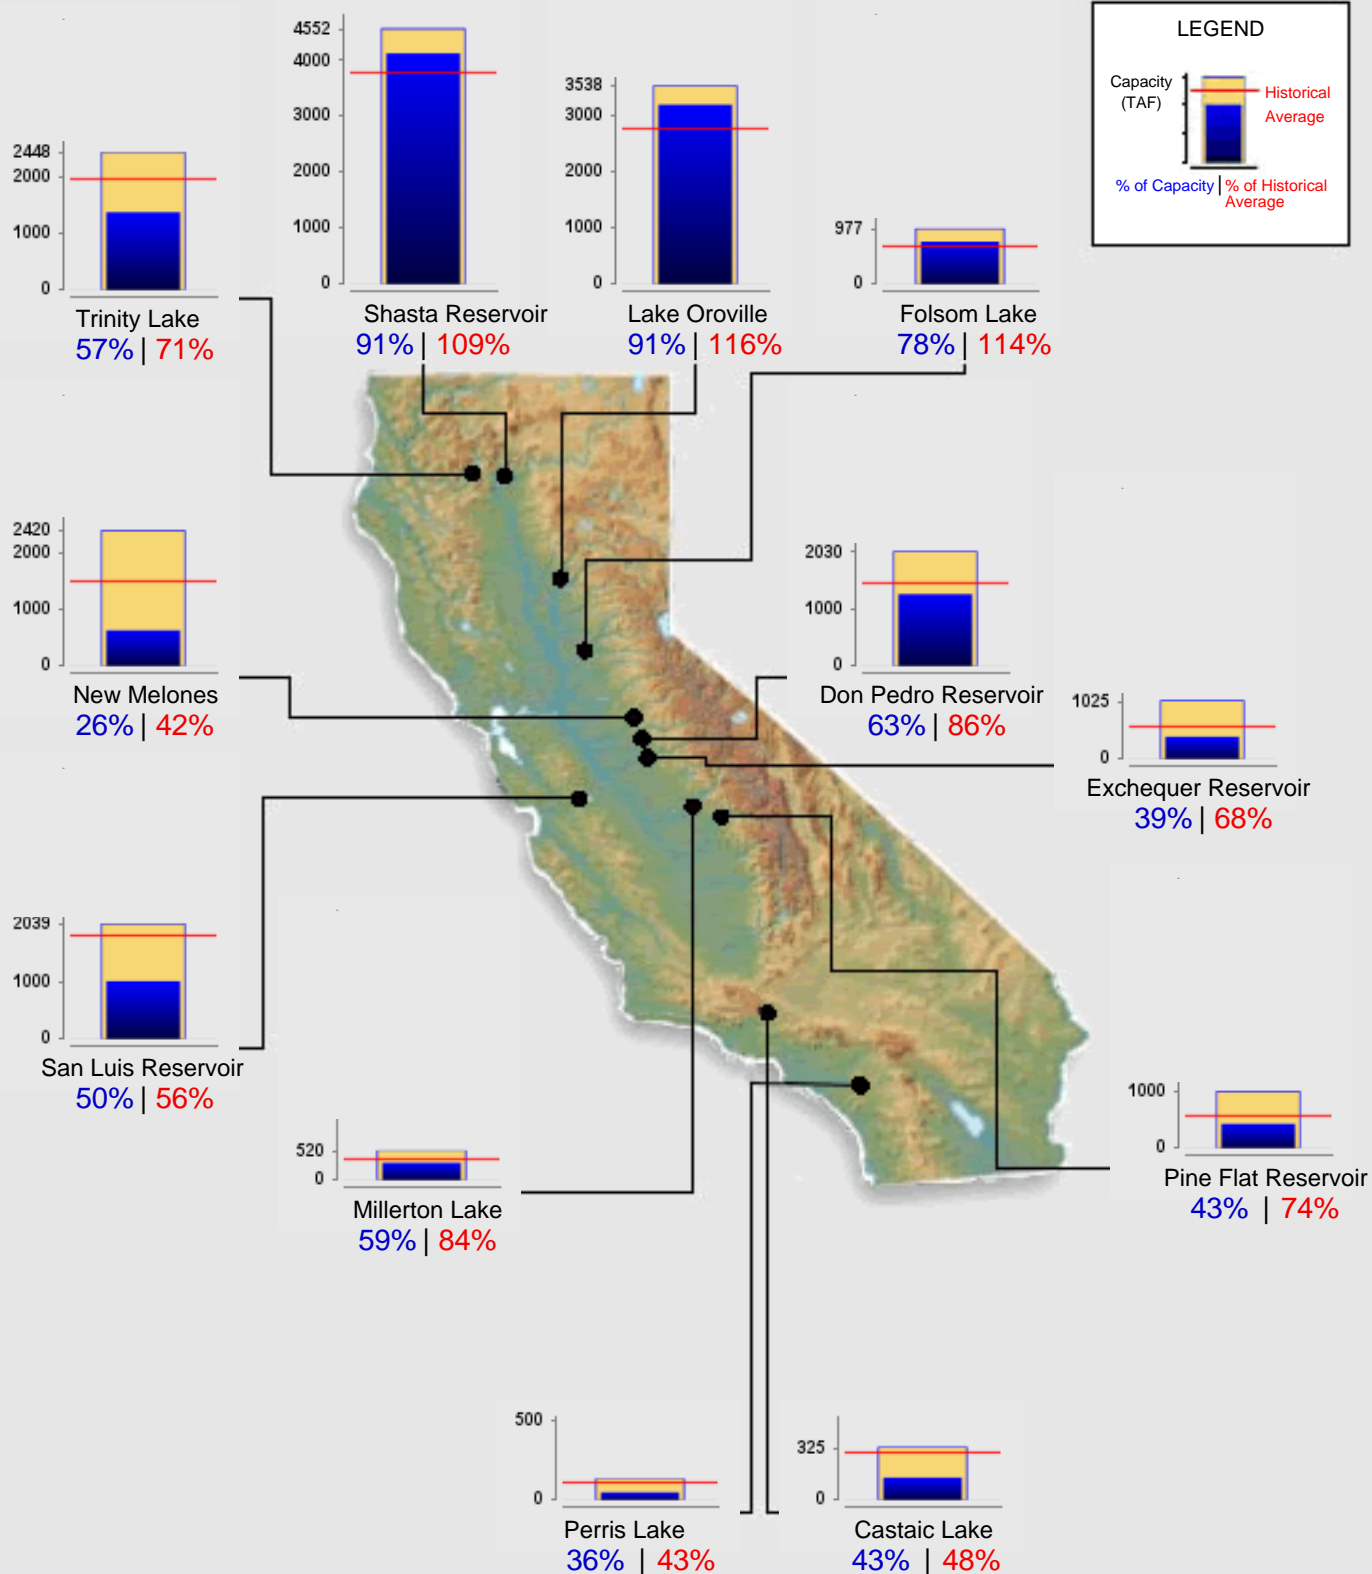 LEGEND
Capacity
(TAF)
Historical
Average
% of Capacity | % of Historical
Average
2448
2000
1000
0
Trinity Lake
57% | 71%
4552
4000
3000
2000
1000
0
Shasta Reservoir
91% | 109%
3538
3000
2000
1000
0
Lake Oroville
91% | 116%
977
0
Folsom Lake
78% | 114%
2420
2000
1000
0
New Melones
26% | 42%
2030
1000
0
Don Pedro Reservoir
63% | 86%
1025
0
Exchequer Reservoir
39% | 68%
2039
1000
0
San Luis Reservoir
50% | 56%
520
0
Millerton Lake
59% | 84%
1000
0
Pine Flat Reservoir
43% | 74%
500
0
Perris Lake
36% | 43%
325
0
Castaic Lake
43% | 48%